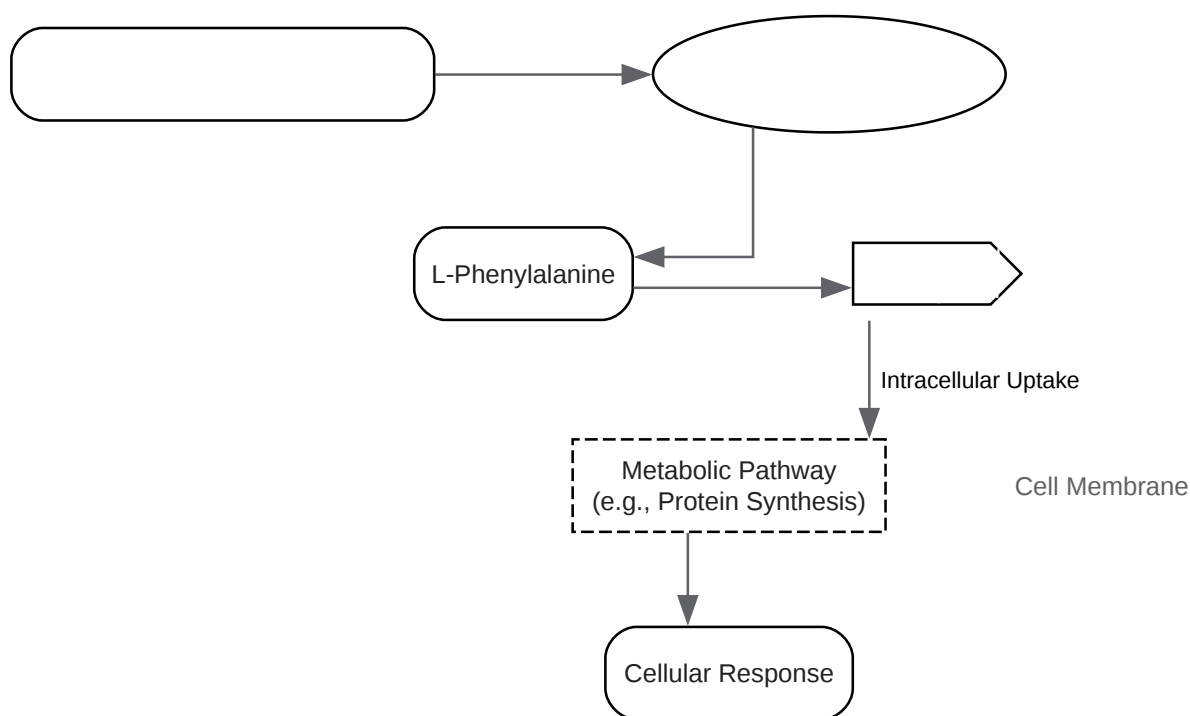 L-Phenylalanine
Intracellular Uptake
Metabolic Pathway
(e.g., Protein Synthesis)
Cell Membrane
Cellular Response